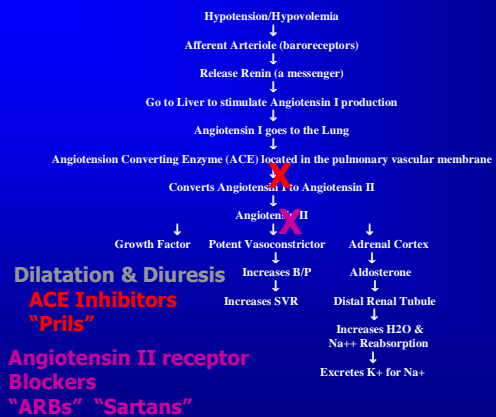 Hypotension/Hypovolemia
↓
Afferent Arteriole (baroreceptors)
↓
Release Renin (a messenger)
↓
Go to Liver to stimulate Angiotensin I production
↓
Angiotensin I goes to the Lung
↓
Angiotension Converting Enzyme (ACE) located in the pulmonary vascular membrane
↓
X
Converts Angiotensin I to Angiotensin II
↓
X
Angiotensin II
↓ ↓ ↓
Growth Factor Potent Vasoconstrictor Adrenal Cortex
↓ ↓
Increases B/P Aldosterone
↓ ↓
Increases SVR Distal Renal Tubule
↓
Increases H2O &
Na++ Reabsorption
↓
Excretes K+ for Na+
Dilatation & Diuresis
ACE Inhibitors
“Prils”
Angiotensin II receptor
Blockers
“ARBs” “Sartans”